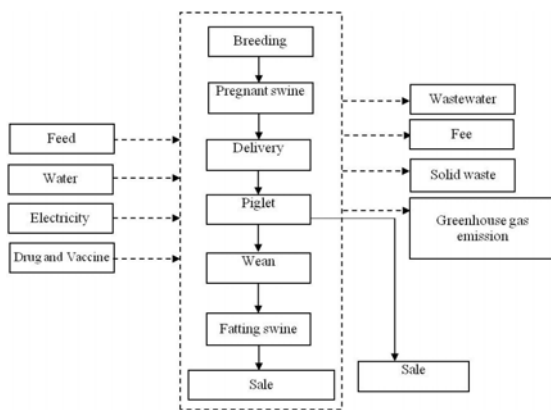 Breeding
Pregnant swine
Delivery
Piglet
Wean
Fatting swine
Sale
Feed
Water
Electricity
Drug and Vaccine
Wastewater
Fee
Solid waste
Greenhouse gas
emission
Sale